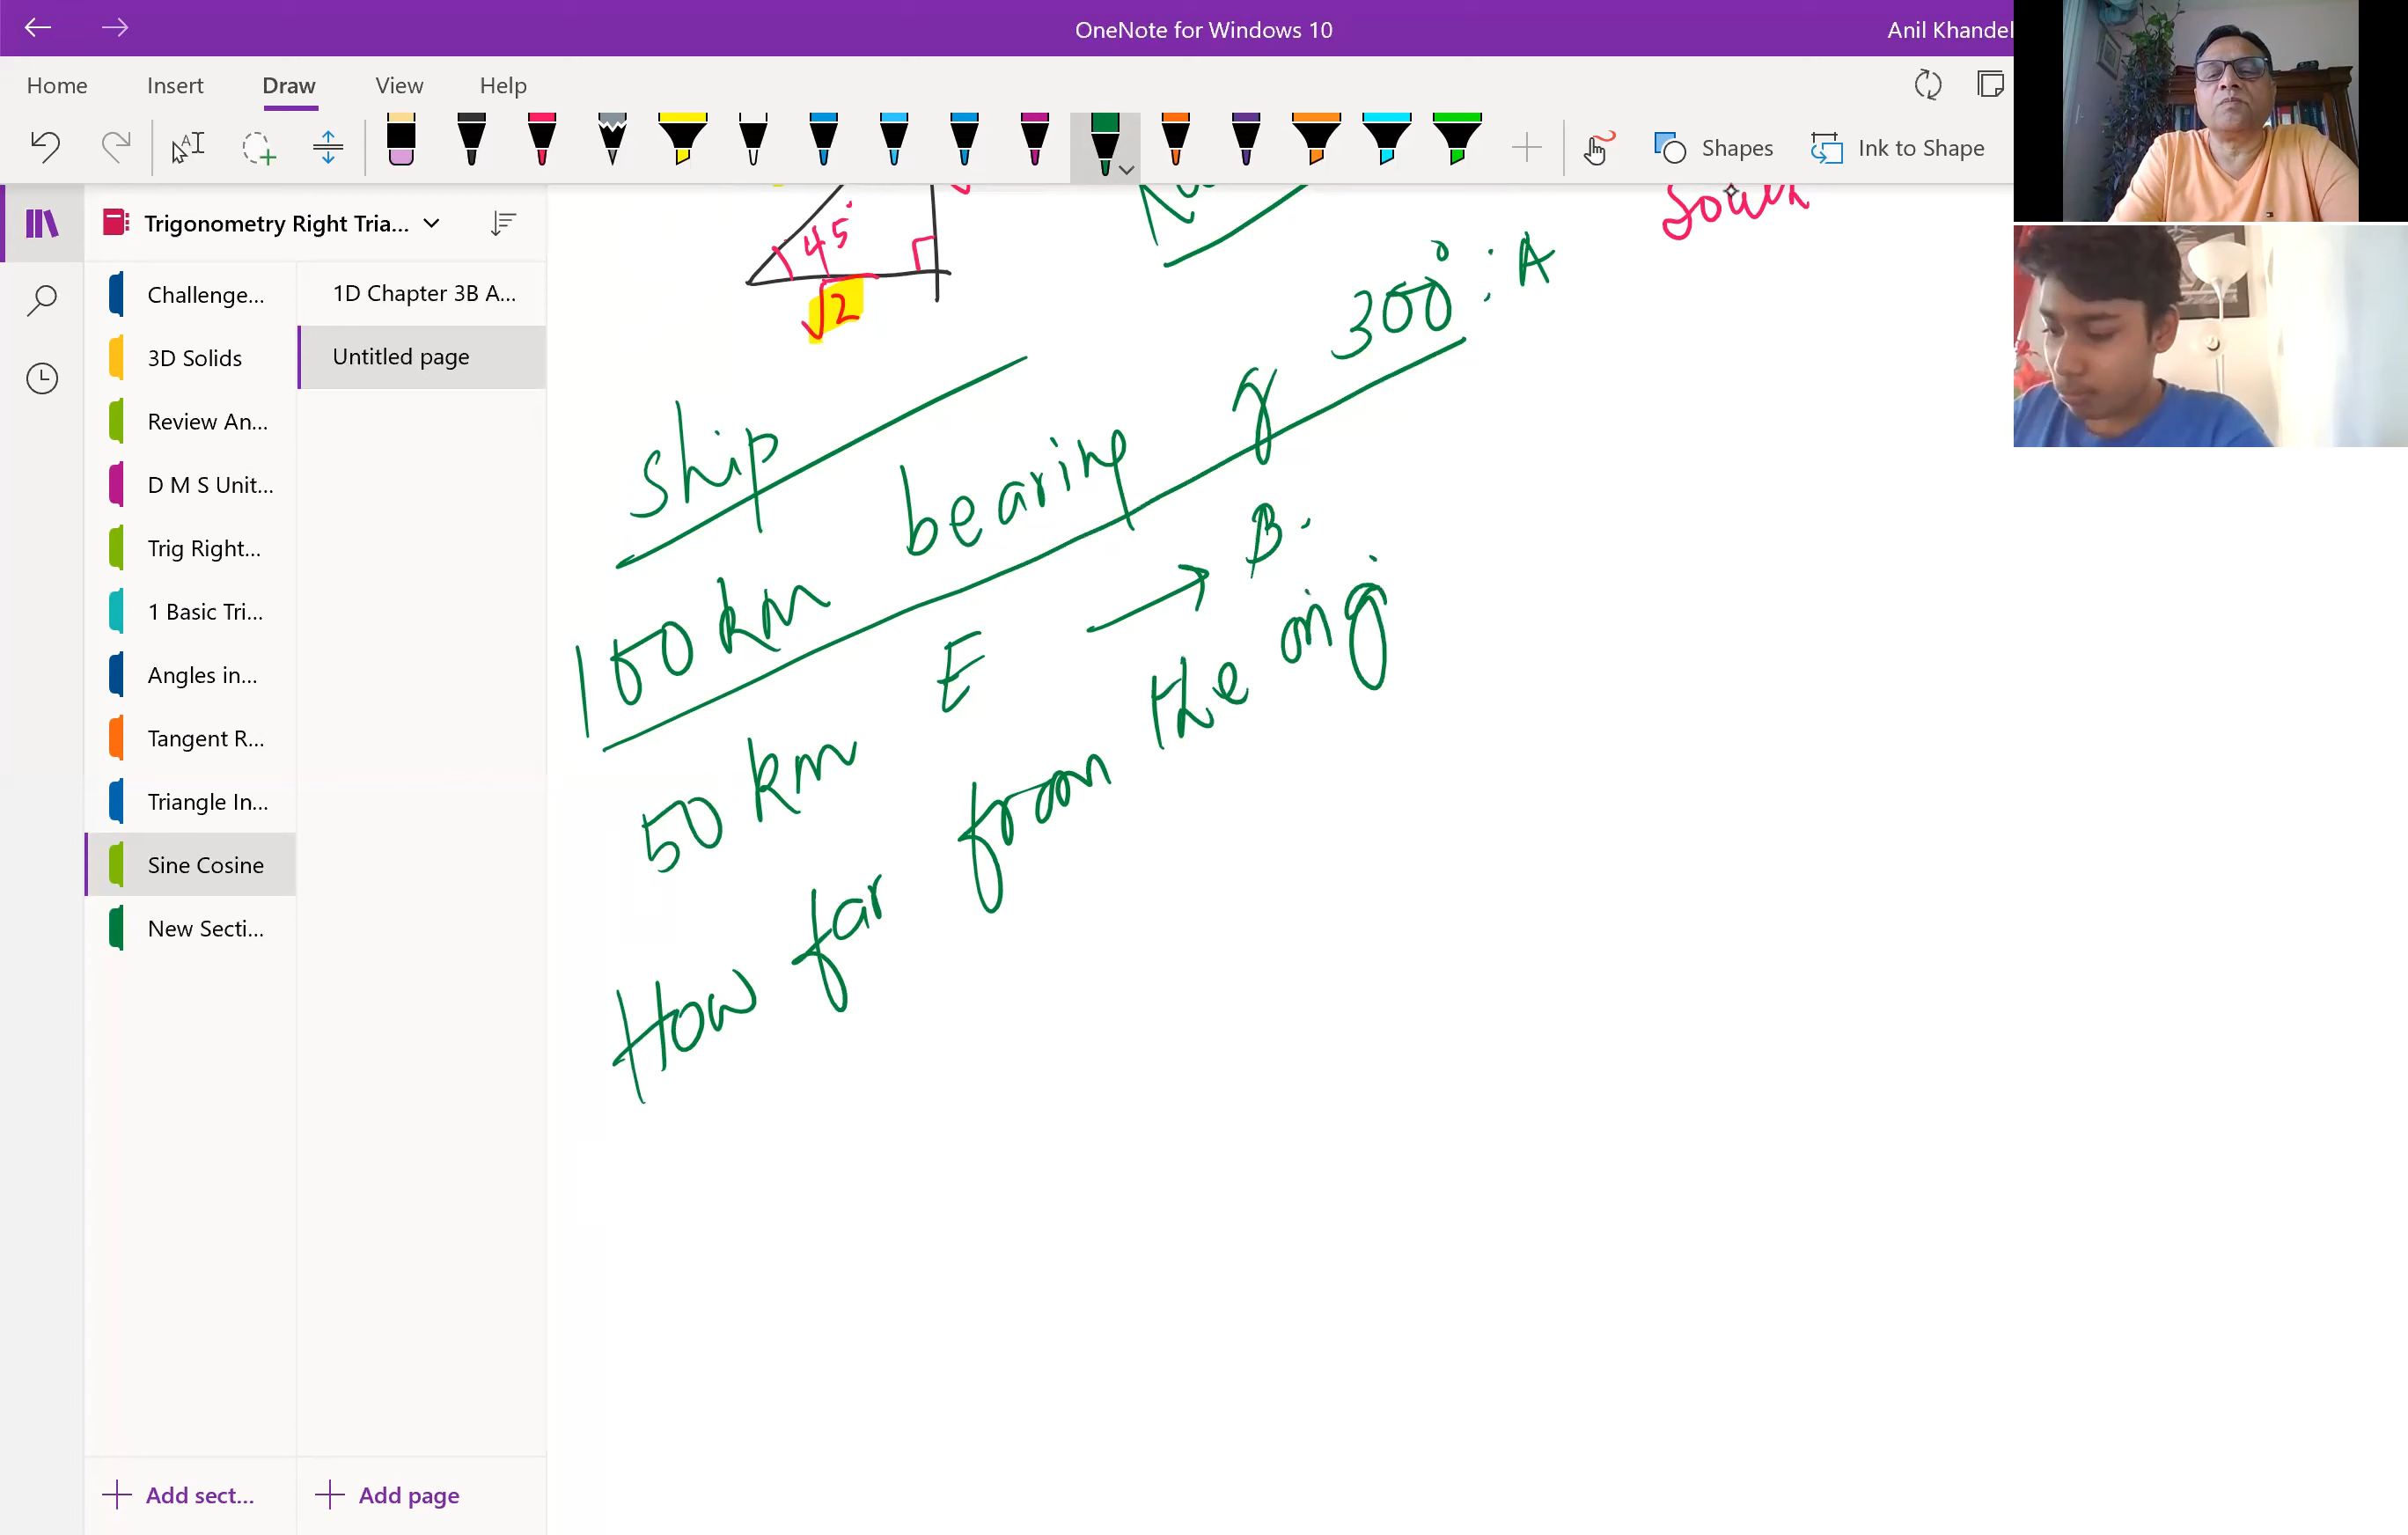 OneNote for Windows 10
Anil Khandel
Home Insert Draw View Help
Shapes Ink to Shape
Trigonometry Right Tria...
Challenge...
3D Solids
Review An...
D M S Unit...
Trig Right...
1 Basic Tri...
Angles in...
Tangent R...
Triangle In...
Sine Cosine
New Secti...
1D Chapter 3B A...
Untitled page
45°
√2
South
ship
100 km bearing of 300° : A
50 km E → B.
How far from the orig
Add sect...
Add page